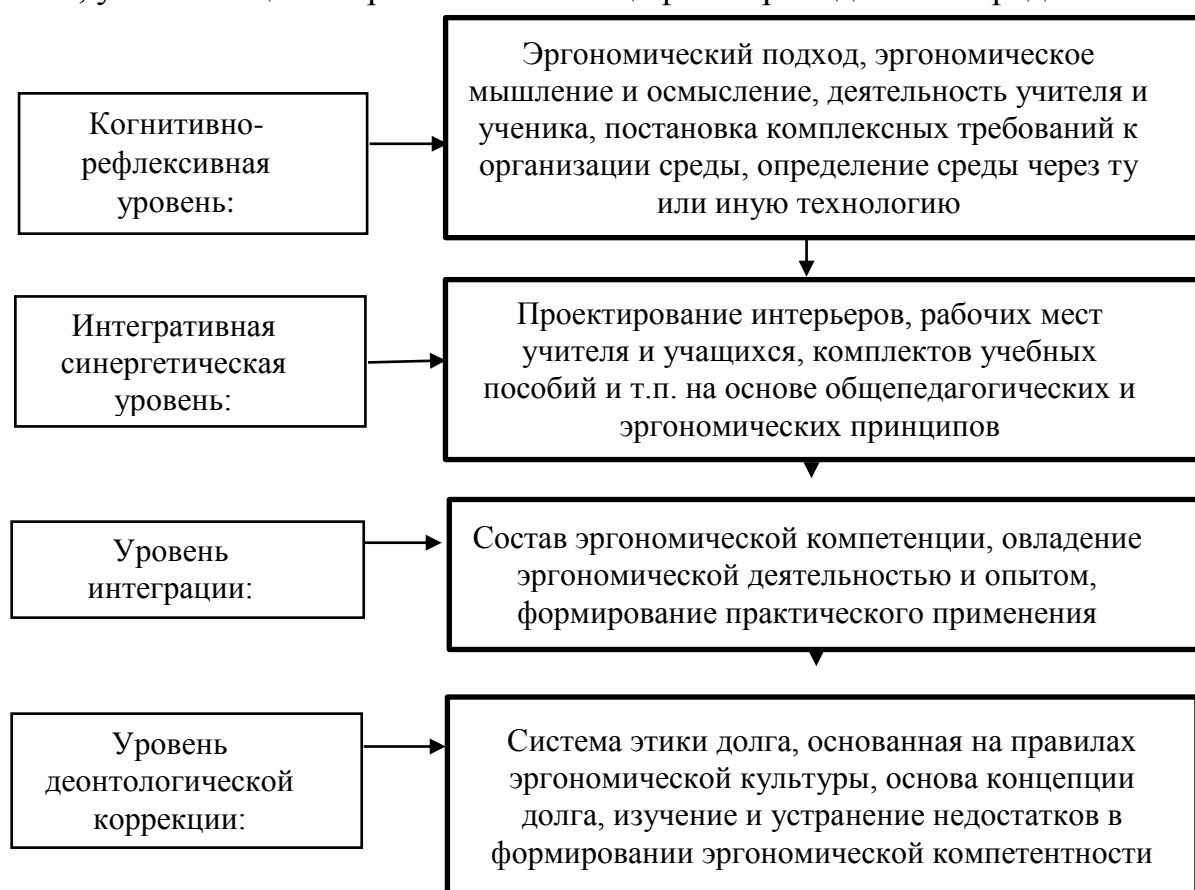 Когнитивно-
рефлексивная
уровень:
Эргономический подход, эргономическое
мышление и осмысление, деятельность учителя и
ученика, постановка комплексных требований к
организации среды, определение среды через ту
или иную технологию
Интегративная
синергетическая
уровень:
Проектирование интерьеров, рабочих мест
учителя и учащихся, комплектов учебных
пособий и т.п. на основе общепедагогических и
эргономических принципов
Уровень
интеграции:
Состав эргономической компетенции, овладение
эргономической деятельностью и опытом,
формирование практического применения
Уровень
деонтологической
коррекции:
Система этики долга, основанная на правилах
эргономической культуры, основа концепции
долга, изучение и устранение недостатков в
формировании эргономической компетентности